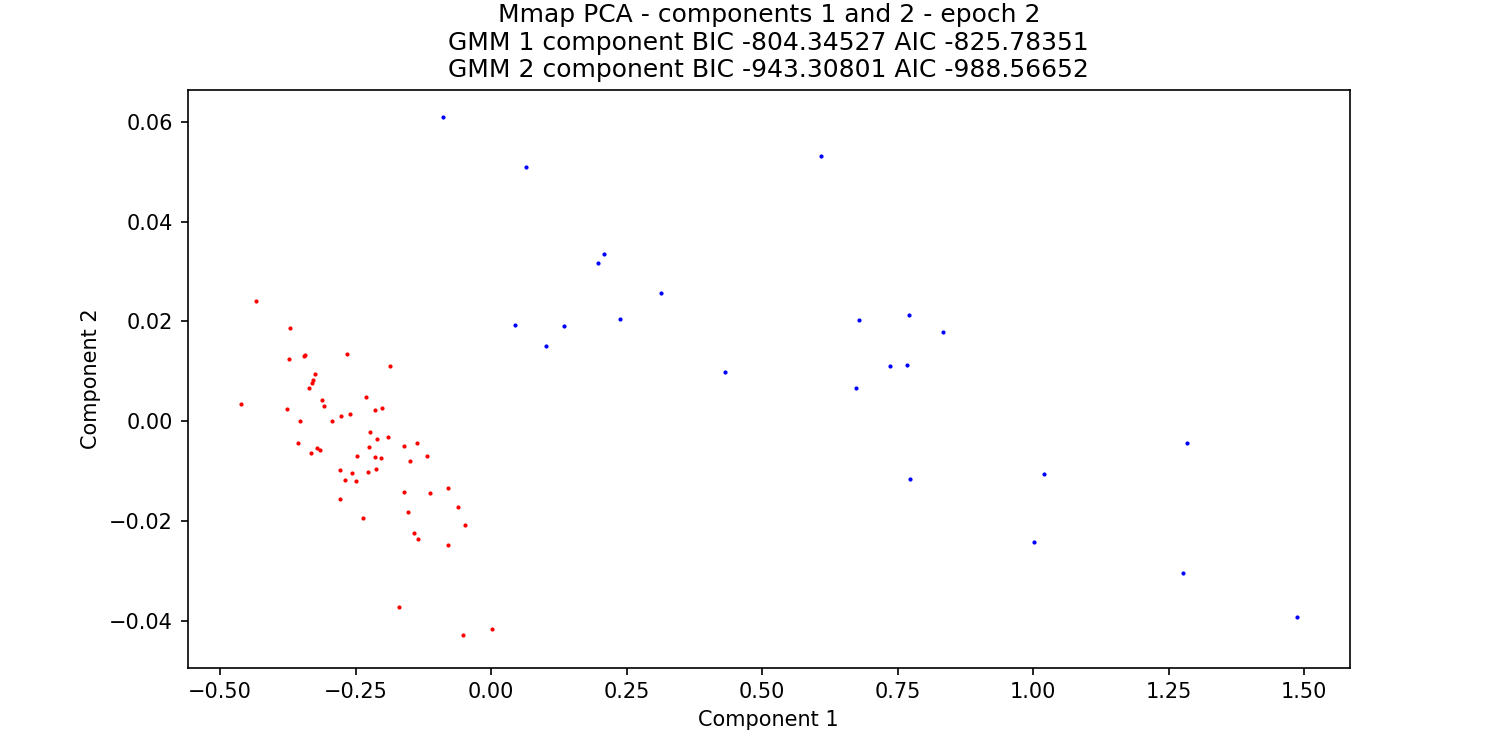 Mmap PCA - components 1 and 2 - epoch 2
GMM 1 component BIC -804.34527 AIC -825.78351
GMM 2 component BIC -943.30801 AIC -988.56652
0.06
0.04
0.02
0.00
−0.02
−0.04
Component 2
−0.50 −0.25 0.00 0.25 0.50 0.75 1.00 1.25 1.50
Component 1